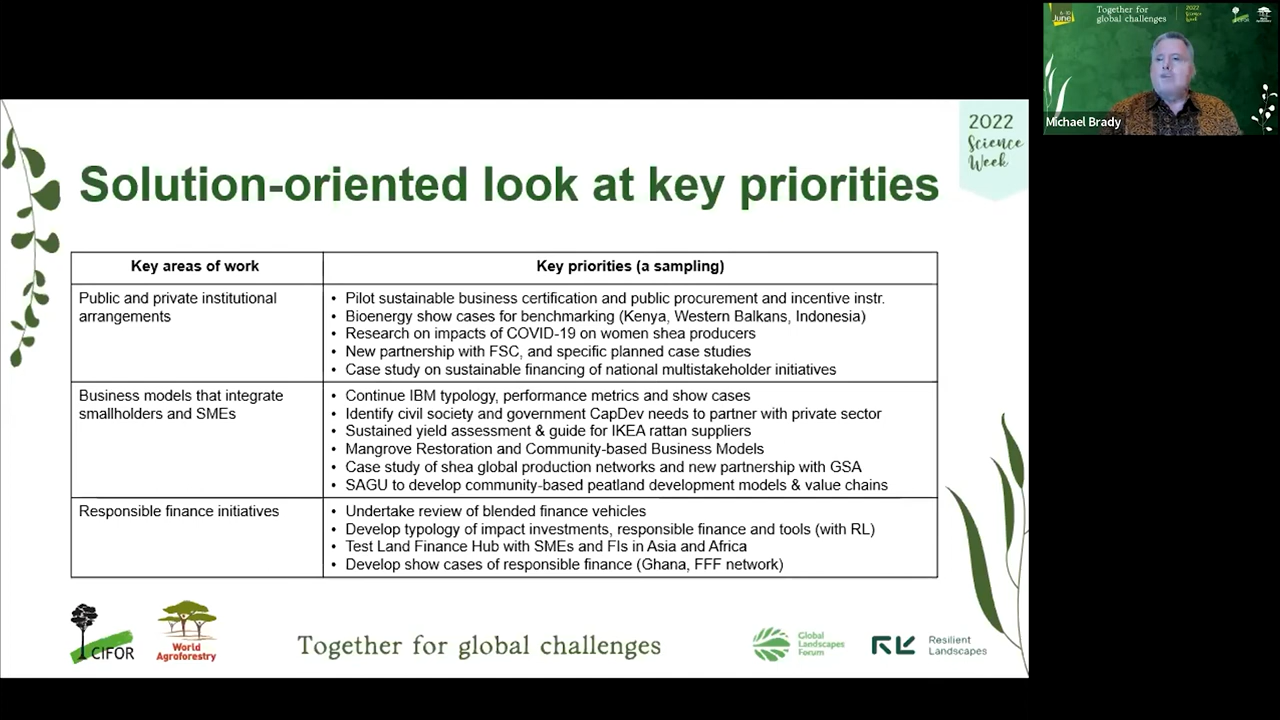 Solution-oriented look at key priorities
2022
Science
Week
Key areas of work
Key priorities (a sampling)
Public and private institutional
arrangements
• Pilot sustainable business certification and public procurement and incentive instr.
• Bioenergy show cases for benchmarking (Kenya, Western Balkans, Indonesia)
• Research on impacts of COVID-19 on women shea producers
• New partnership with FSC, and specific planned case studies
• Case study on sustainable financing of national multistakeholder initiatives
Business models that integrate
smallholders and SMEs
• Continue IBM typology, performance metrics and show cases
• Identify civil society and government CapDev needs to partner with private sector
• Sustained yield assessment & guide for IKEA rattan suppliers
• Mangrove Restoration and Community-based Business Models
• Case study of shea global production networks and new partnership with GSA
• SAGU to develop community-based peatland development models & value chains
Responsible finance initiatives
• Undertake review of blended finance vehicles
• Develop typology of impact investments, responsible finance and tools (with RL)
• Test Land Finance Hub with SMEs and FIs in Asia and Africa
• Develop show cases of responsible finance (Ghana, FFF network)
CIFOR
World
Agroforestry
Together for global challenges
Global
Landscapes
Forum
Resilient
Landscapes
June
Together for
global challenges
2022
Michael Brady